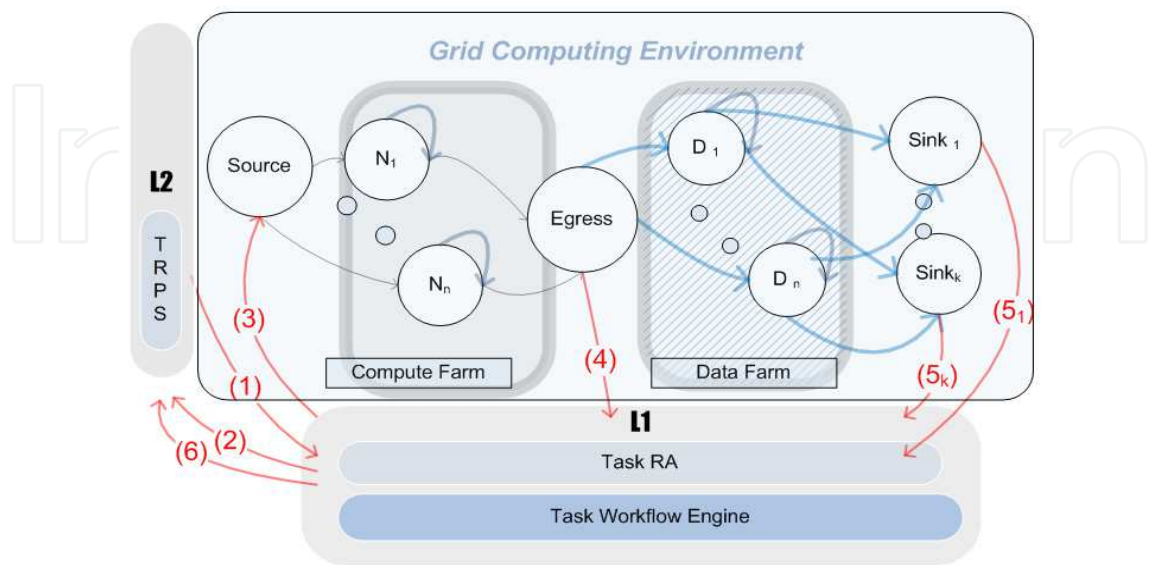 Grid Computing Environment
L2
T
R
P
S
Source
N1
Nn
Compute Farm
Egress
D 1
D n
Data Farm
Sink 1
Sinkk
(1)
(2)
(3)
(4)
(5k)
(51)
(6)
L1
Task RA
Task Workflow Engine